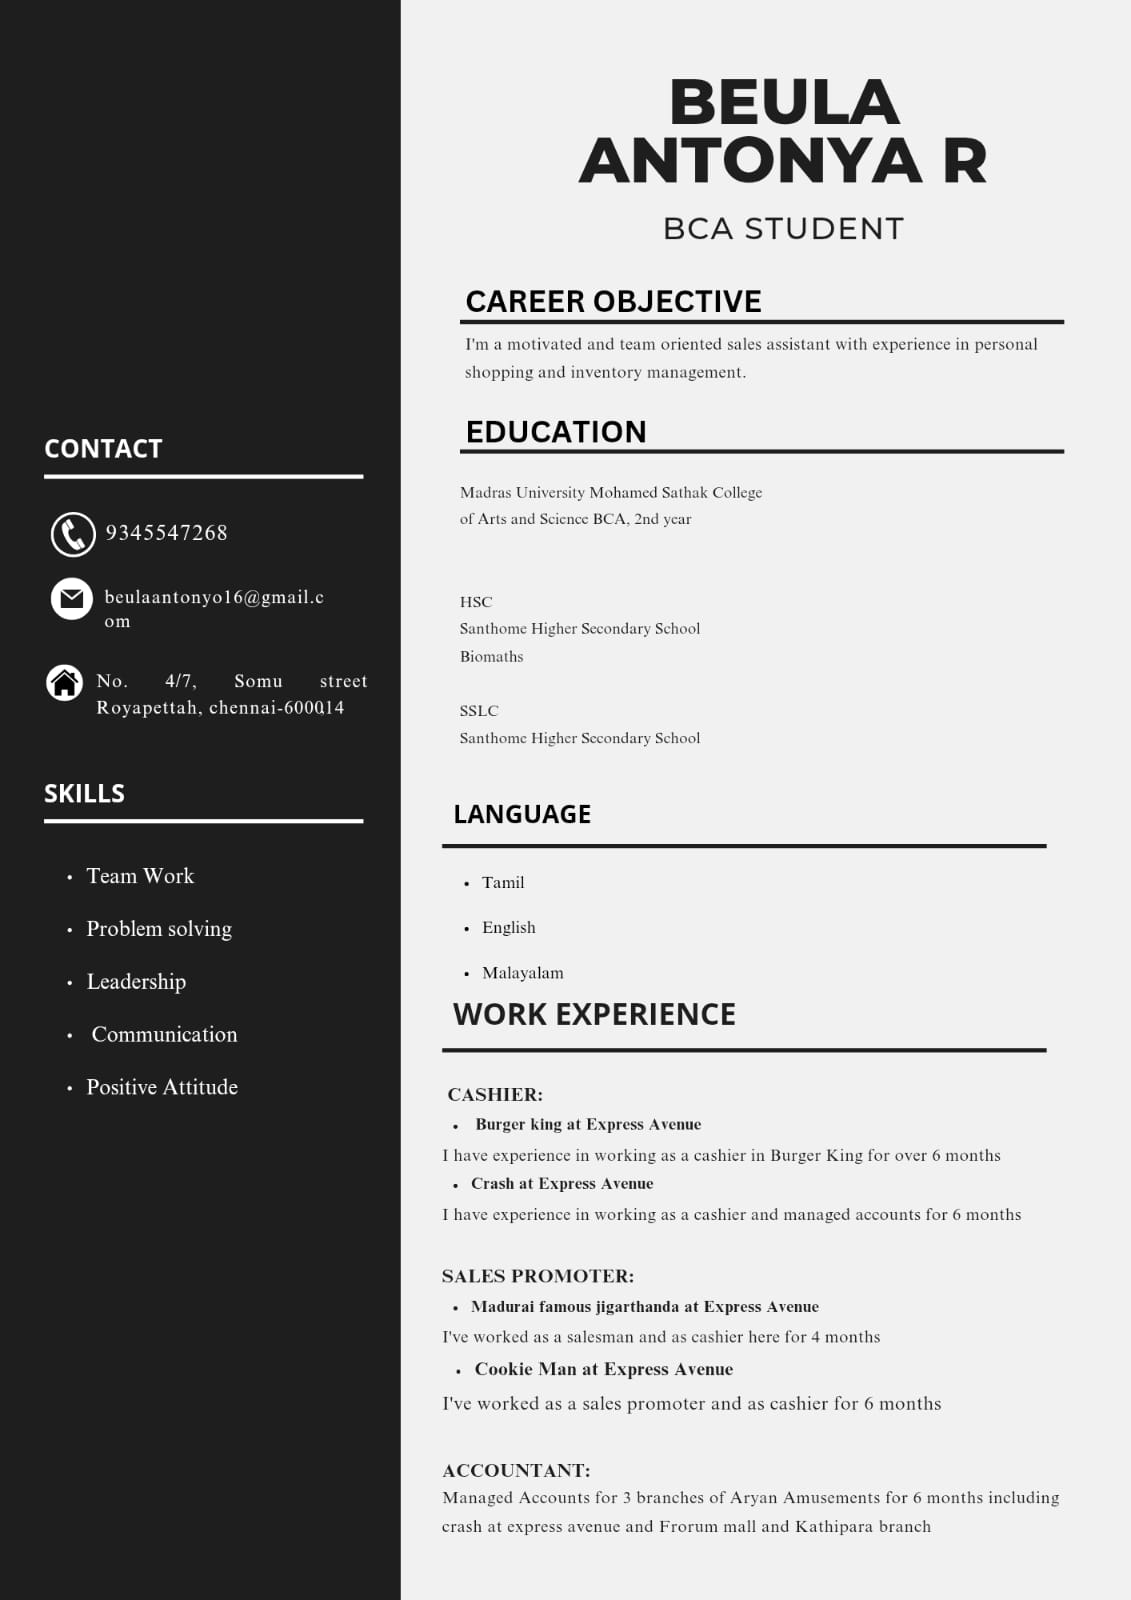 BEULA
ANTONYA R
BCA STUDENT
CAREER OBJECTIVE
I'm a motivated and team oriented sales assistant with experience in personal
shopping and inventory management.
EDUCATION
Madras University Mohamed Sathak College
of Arts and Science BCA, 2nd year
HSC
Santhome Higher Secondary School
Biomaths
SSLC
Santhome Higher Secondary School
LANGUAGE
• Tamil
• English
• Malayalam
WORK EXPERIENCE
CASHIER:
• Burger king at Express Avenue
I have experience in working as a cashier in Burger King for over 6 months
• Crash at Express Avenue
I have experience in working as a cashier and managed accounts for 6 months
SALES PROMOTER:
• Madurai famous jigarthanda at Express Avenue
I've worked as a salesman and as cashier here for 4 months
• Cookie Man at Express Avenue
I've worked as a sales promoter and as cashier for 6 months
ACCOUNTANT:
Managed Accounts for 3 branches of Aryan Amusements for 6 months including
crash at express avenue and Frorum mall and Kathipara branch
CONTACT
9345547268
beulaantonyo16@gmail.c
om
No. 4/7, Somu street
Royapettah, chennai-600014
SKILLS
• Team Work
• Problem solving
• Leadership
• Communication
• Positive Attitude